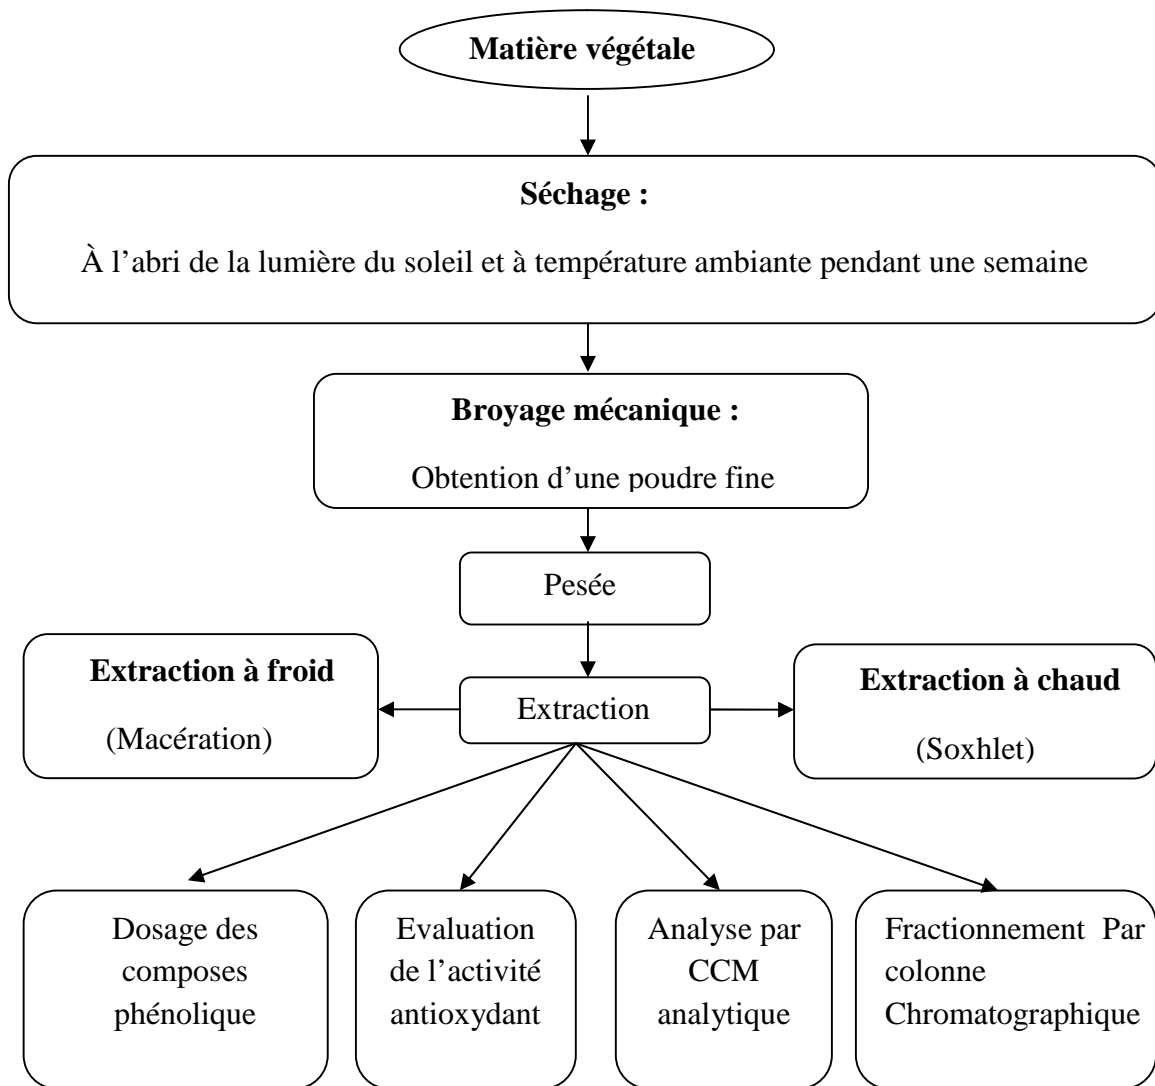 Matière végétale
Séchage :
À l’abri de la lumière du soleil et à température ambiante pendant une semaine
Broyage mécanique :
Obtention d’une poudre fine
Pesée
Extraction à froid
(Macération)
Extraction
Extraction à chaud
(Soxhlet)
Dosage des
composes
phénolique
Evaluation
de l’activité
antioxydant
Analyse par
CCM
analytique
Fractionnement Par
colonne
Chromatographique